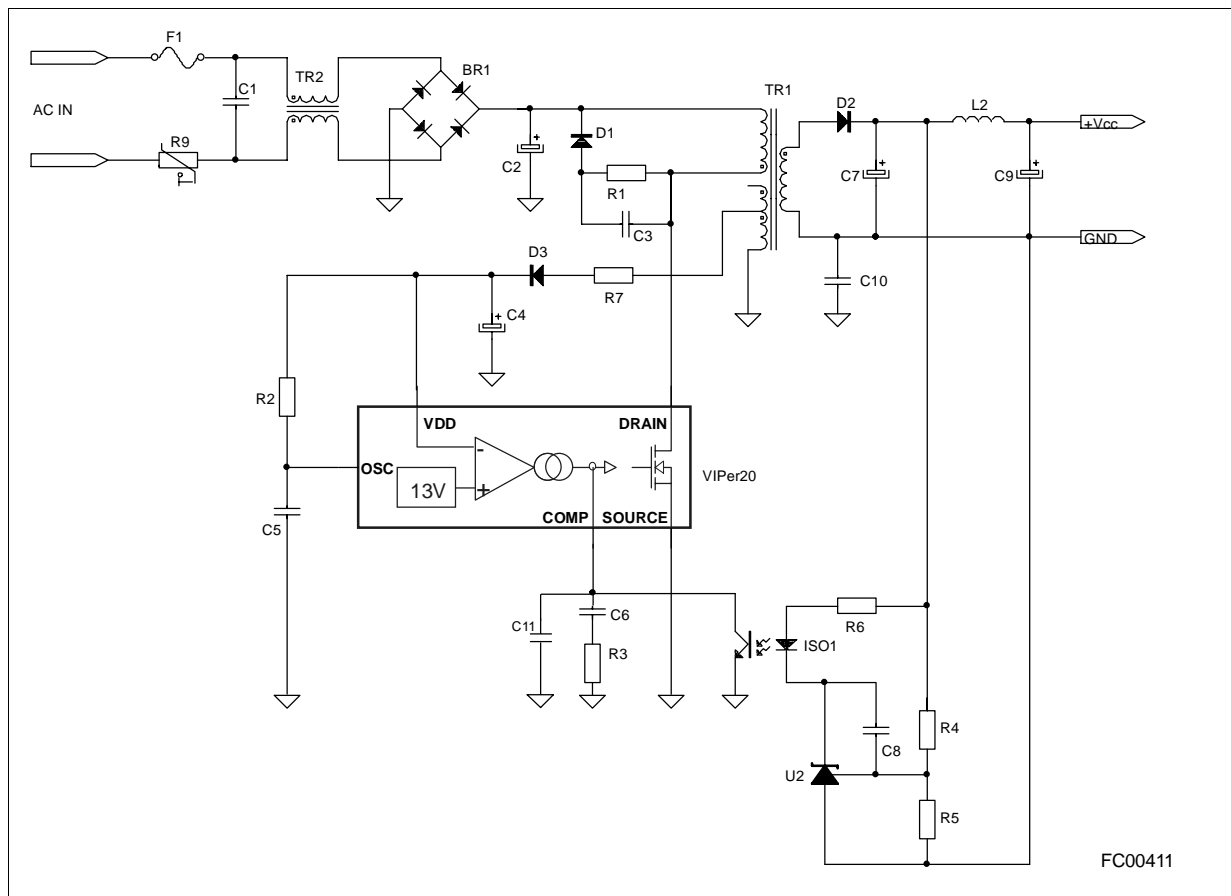 F1
TR2
BR1
C1
AC IN
R9
C2
D1
R1
C3
TR1
D2
L2
+Vcc
C7
C9
GND
C10
D3
R7
C4
R2
VDD
DRAIN
OSC
-
13V
+
VIPer20
COMP
SOURCE
C5
C11
C6
R3
R6
ISO1
R4
C8
U2
R5
FC00411
+
+
+
+